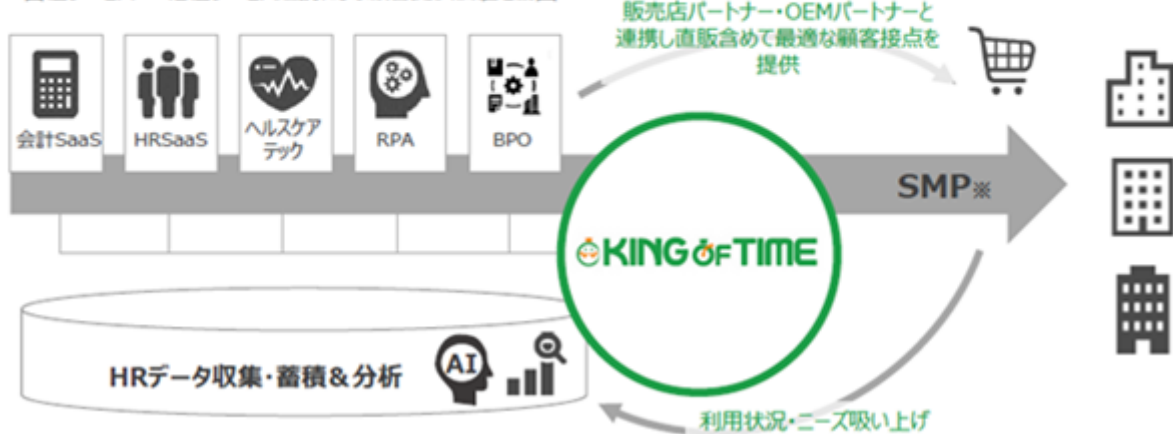 販売店パートナー・OEMパートナーと
連携し直販含めて最適な顧客接点を
提供
会計SaaS
HRSaaS
ヘルスケア
テック
RPA
BPO
SMP※
KING OF TIME
HRデータ収集・蓄積&分析
AI
利用状況・ニーズ吸い上げ